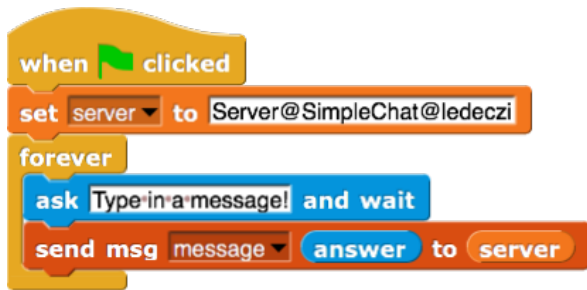 when clicked
set server to Server@SimpleChat@ledeczi
forever
ask Type in a message! and wait
send msg message answer to server